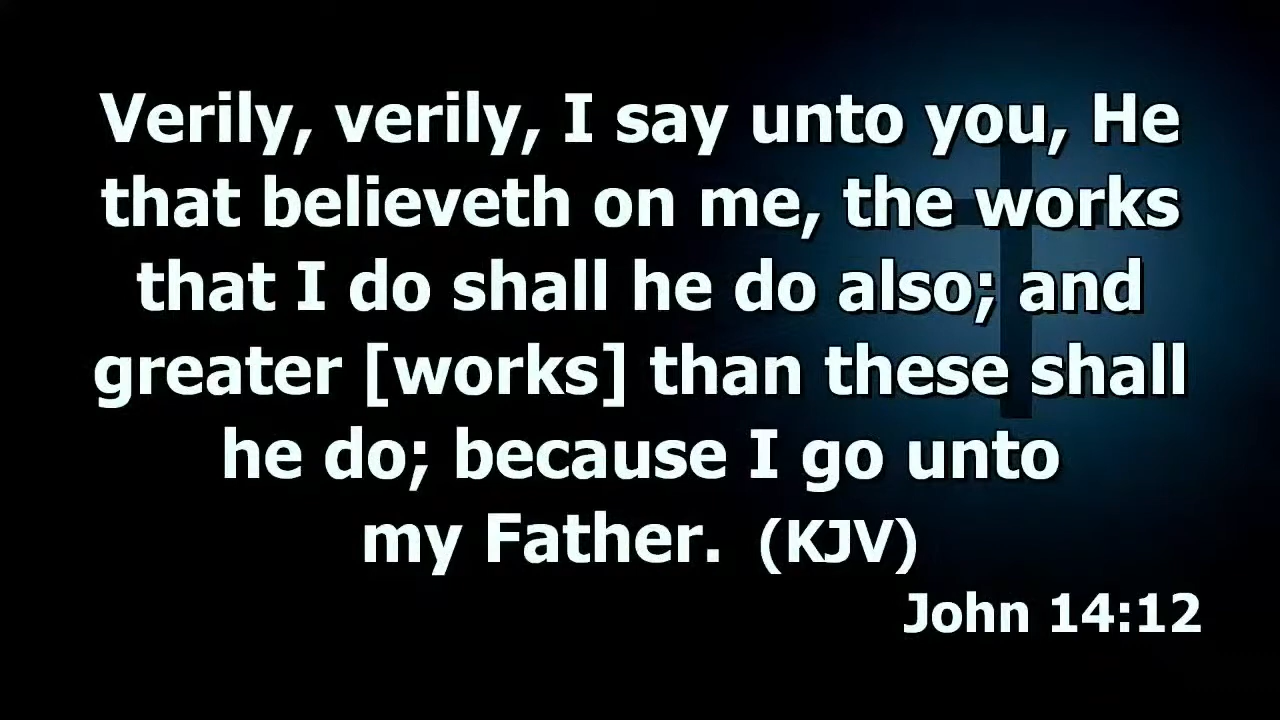 Verily, verily, I say unto you, He
that believeth on me, the works
that I do shall he do also; and
greater [works] than these shall
he do; because I go unto
my Father. (KJV)
John 14:12